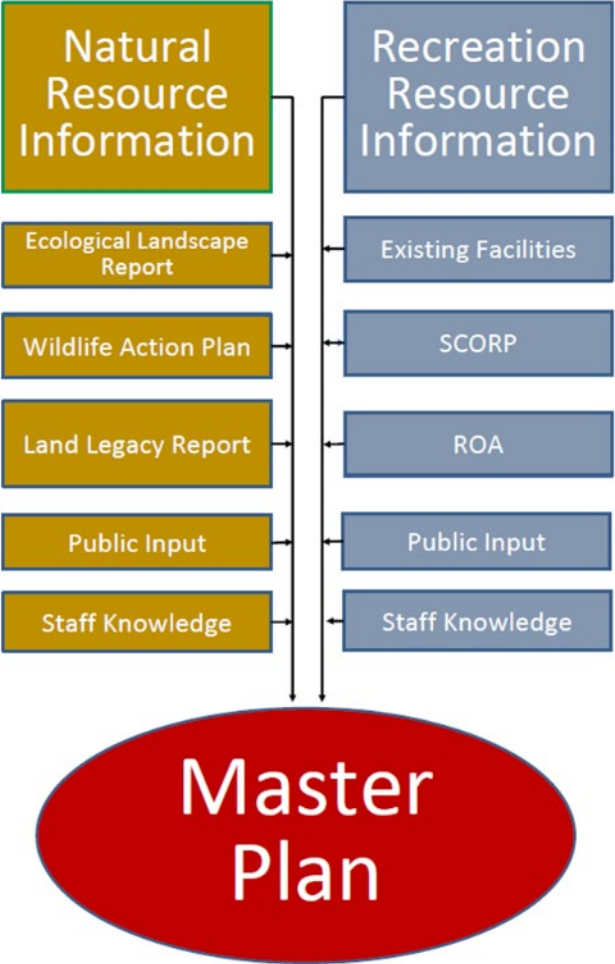 Natural
Resource
Information
Ecological Landscape
Report
Wildlife Action Plan
Land Legacy Report
Public Input
Staff Knowledge
Recreation
Resource
Information
Existing Facilities
SCORP
ROA
Public Input
Staff Knowledge
Master
Plan